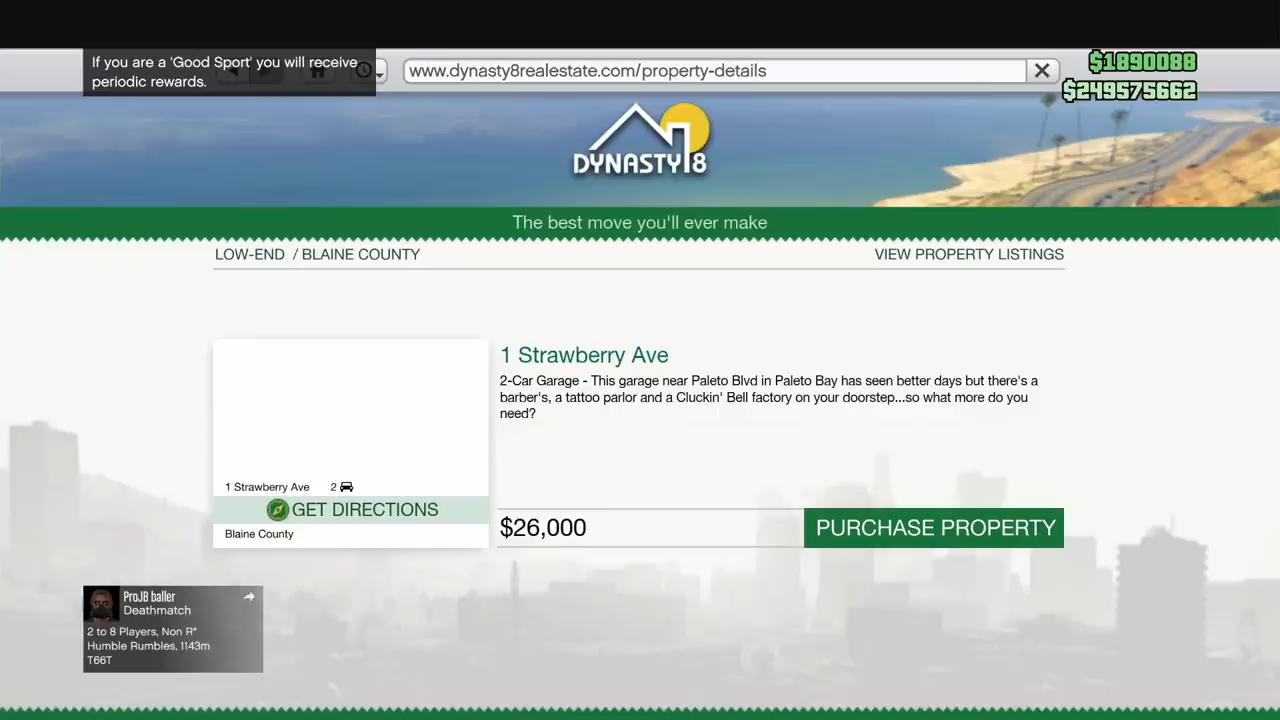 If you are a 'Good Sport' you will receive
periodic rewards.
www.dynasty8realestate.com/property-details
$1890088
$249575662
DYNASTY 8
The best move you'll ever make
LOW-END / BLAINE COUNTY
VIEW PROPERTY LISTINGS
1 Strawberry Ave
2-Car Garage - This garage near Paleto Blvd in Paleto Bay has seen better days but there's a
barber's, a tattoo parlor and a Cluckin' Bell factory on your doorstep...so what more do you
need?
1 Strawberry Ave 2
GET DIRECTIONS
Blaine County
$26,000
PURCHASE PROPERTY
ProJB baller
Deathmatch
2 to 8 Players, Non R*
Humble Rumbles, 1143m
T66T